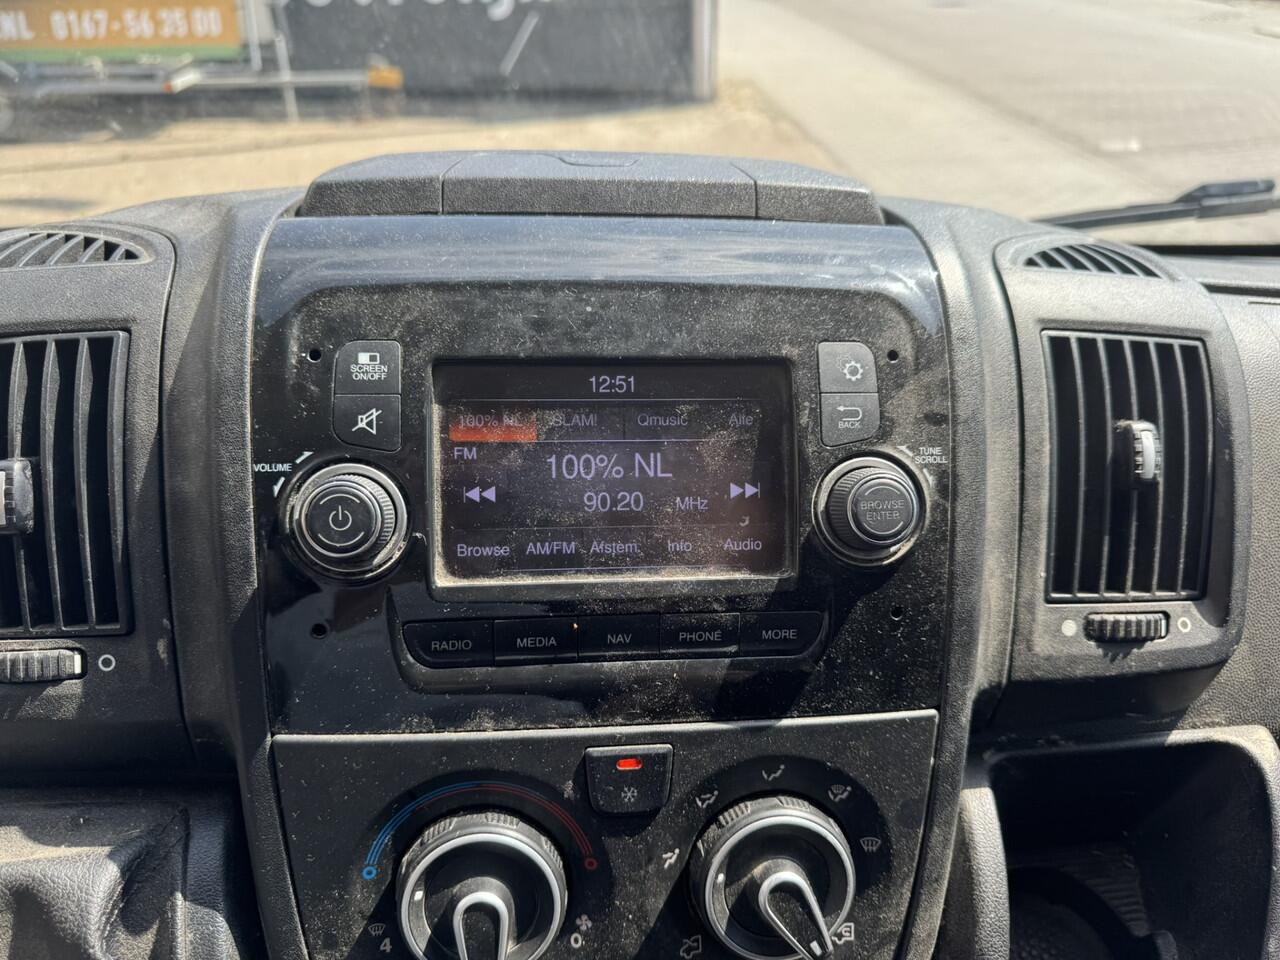 NL 0167-56 35 00
SCREEN
ON/OFF
VOLUME
12:51
100% NL SLAM! Qmusic Alle
FM
100% NL
90.20 MHz
Browse AM/FM Afstem. Info Audio
BACK
TUNE
SCROLL
BROWSE
ENTER
RADIO MEDIA NAV PHONE MORE
4
0